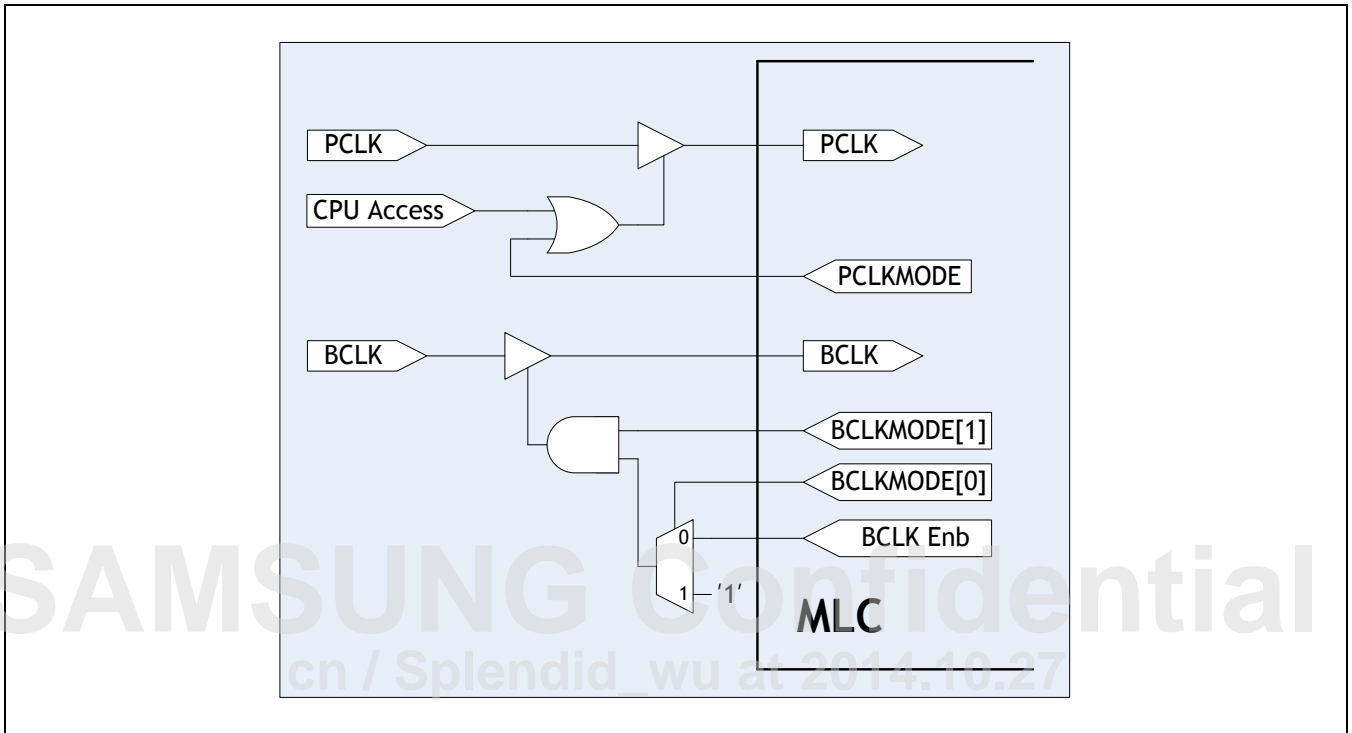 PCLK
PCLK
CPU Access
PCLKMODE
BCLK
BCLK
BCLKMODE[1]
BCLKMODE[0]
0
BCLK Enb
1
'1'
MLC
SAMSUNG Confidential
cn / Splendid_wu at 2014.10.27